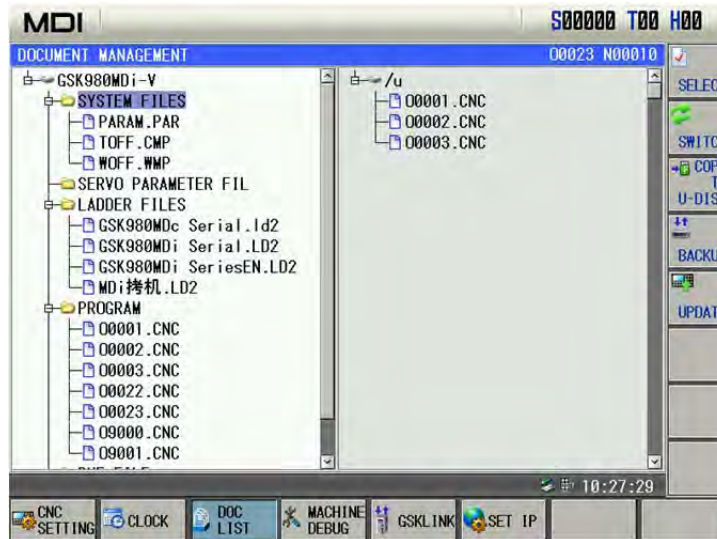 MDI
S00000 T00 H00
DOCUMENT MANAGEMENT
O0023 N00010
GSK980MDi-V
SYSTEM FILES
PARAM.PAR
TOFF.CMP
WOFF.WMP
SERVO PARAMETER FIL
LADDER FILES
GSK980MDc Serial.ld2
GSK980MDi Serial.LD2
GSK980MDi SeriesEN.LD2
MDi拷机.LD2
PROGRAM
O0001.CNC
O0002.CNC
O0003.CNC
O0022.CNC
O0023.CNC
O9000.CNC
O9001.CNC
/u
O0001.CNC
O0002.CNC
O0003.CNC
SELEC
SWITC
COP
T
U-DIS
BACKU
UPDAT
10:27:29
CNC
SETTING
CLOCK
DOC
LIST
MACHINE
DEBUG
GSKLINK
SET IP